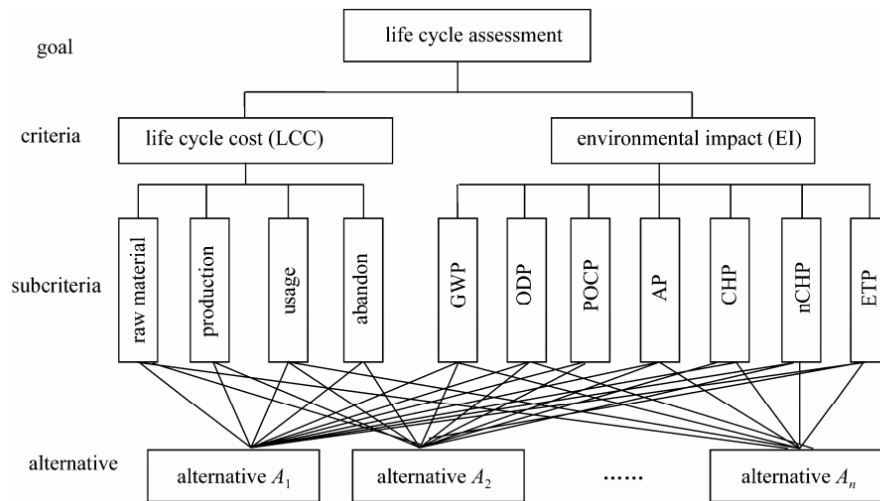 life cycle assessment
goal
criteria
life cycle cost (LCC)
environmental impact (EI)
subcriteria
raw material
production
usage
abandon
GWP
ODP
POCP
AP
CHP
nCHP
ETP
alternative
alternative A1
alternative A2
......
alternative An